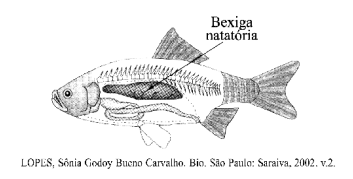 Bexiga
natatória
LOPES, Sônia Godoy Bueno Carvalho. Bio. São Paulo: Saraiva, 2002. v.2.